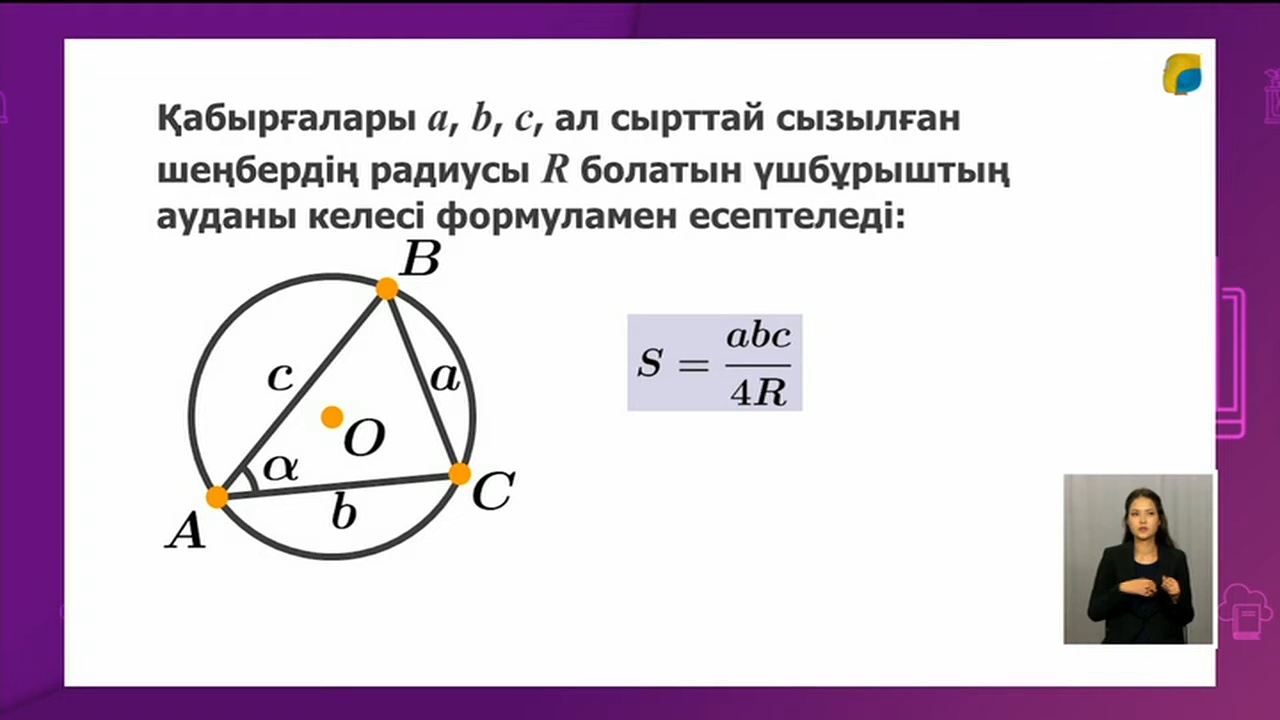 Қабырғалары a, b, c, ал сырттай сызылған
шеңбердің радиусы R болатын үшбұрыштың
ауданы келесі формуламен есептеледі:
B
c
a
S = abc / 4R
O
α
C
b
A